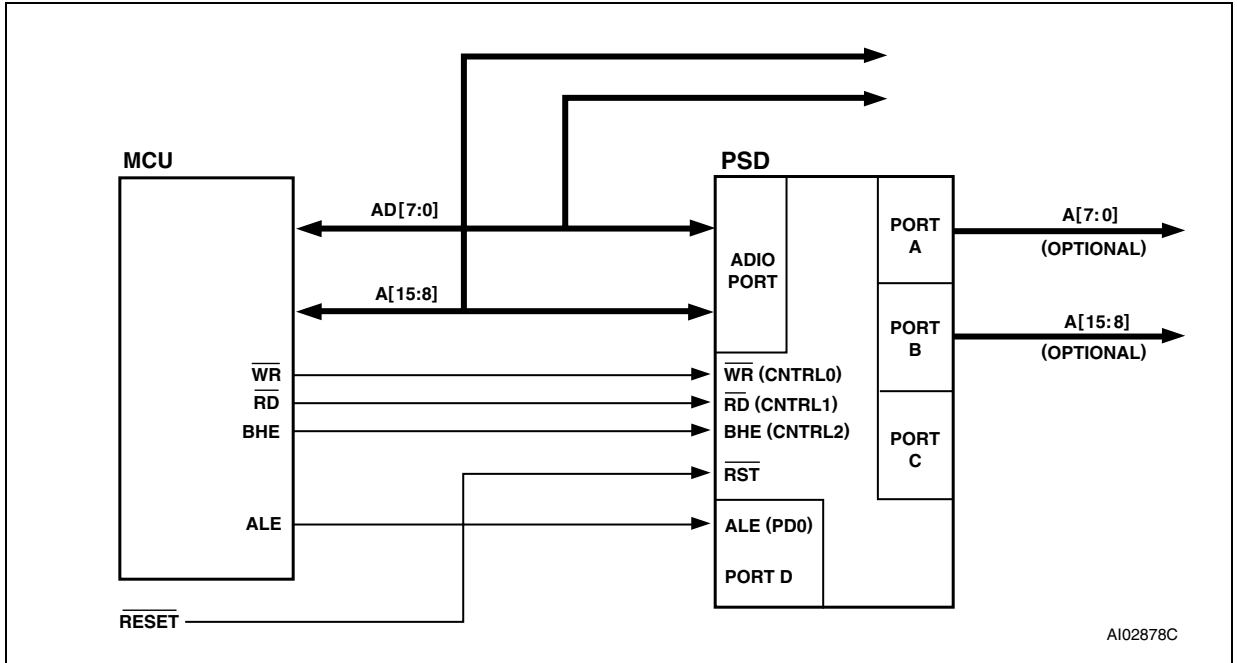 MCU
PSD
AD[7:0]
A[15:8]
WR
RD
BHE
ALE
RESET
ADIO
PORT
WR (CNTRL0)
RD (CNTRL1)
BHE (CNTRL2)
RST
ALE (PD0)
PORT D
PORT
A
PORT
B
PORT
C
A[7:0]
(OPTIONAL)
A[15:8]
(OPTIONAL)
AI02878C